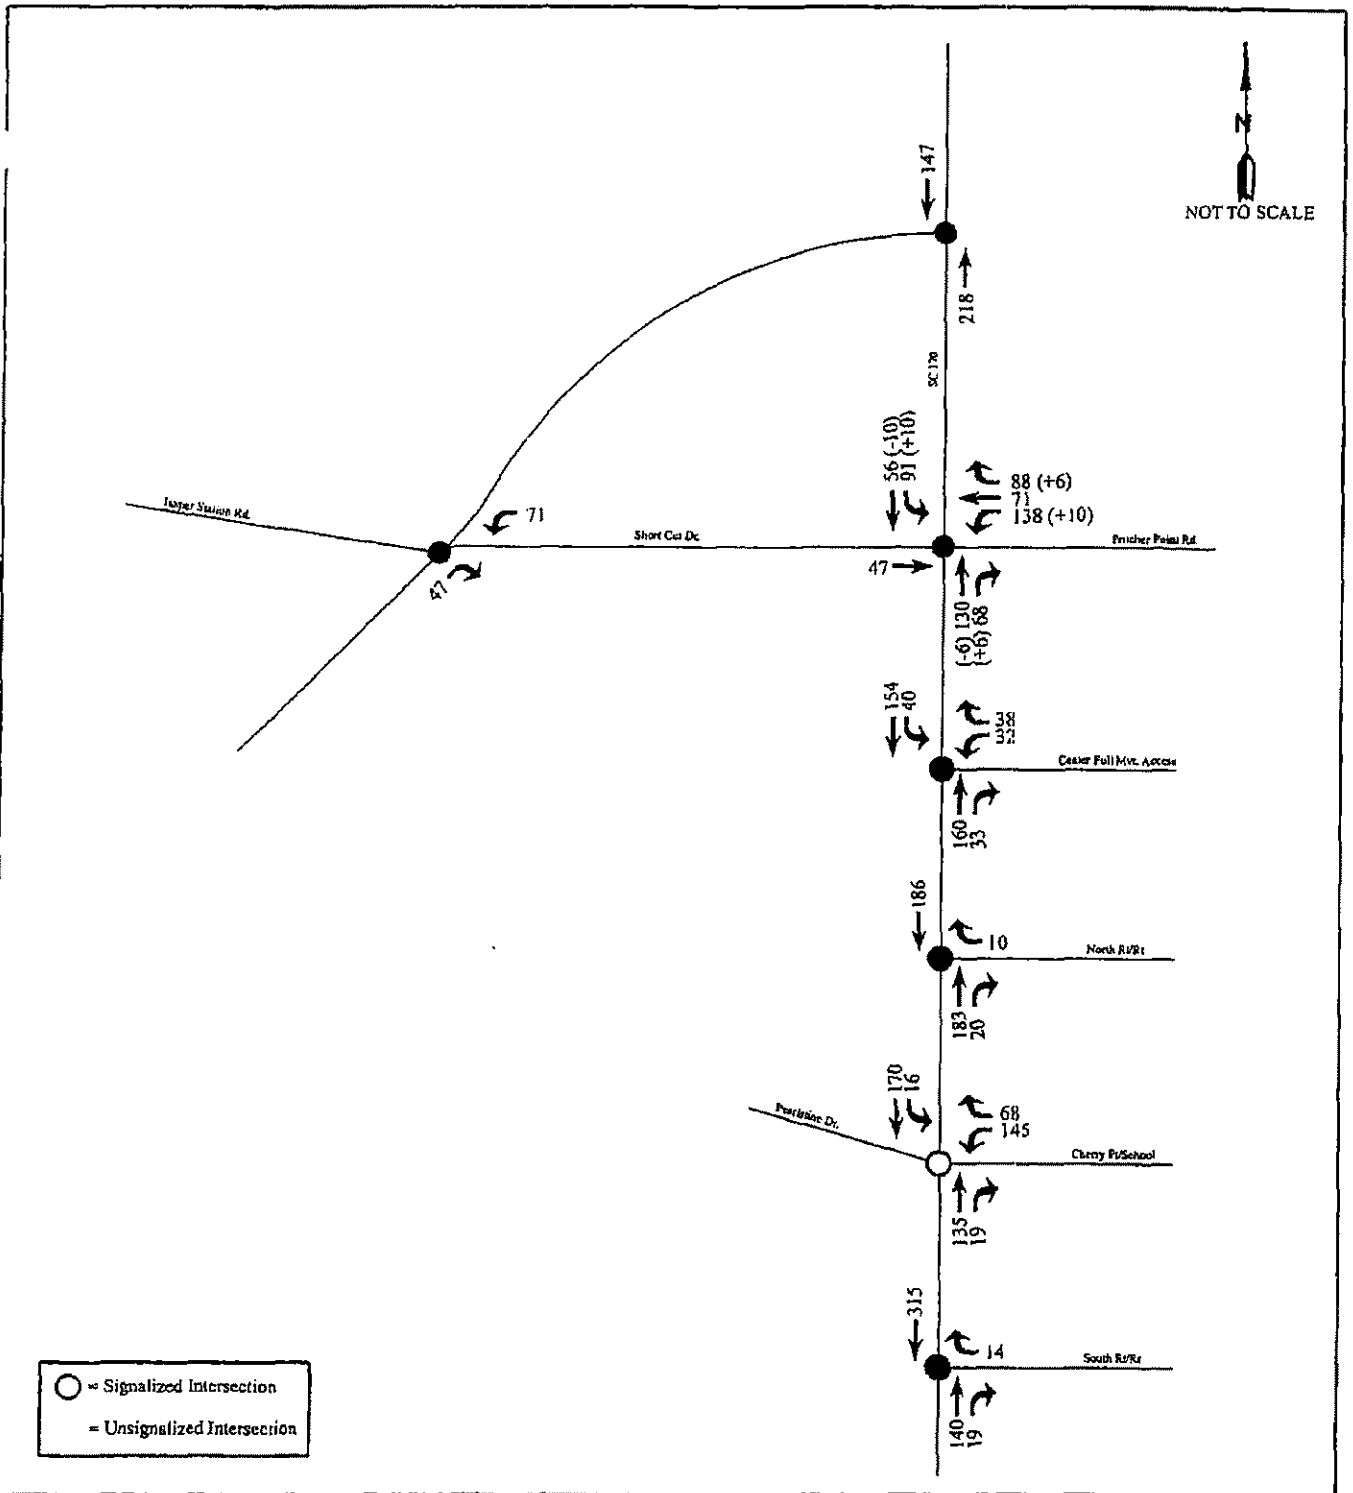 147
N
NOT TO SCALE
218
SC 170
56 (-10)
91 (+10)
88 (+6)
71
138 (+10)
Station Rd.
71
Short Cut Dr.
Point Rd.
47
47
(-6) 130
(+6) 68
154
40
38
32
Full Mvt. Access
160
33
186
10
North Rt/Rt
183
20
170
16
68
145
Dr.
Cherry Pt/School
135
19
315
14
South Rt/Rt
140
19
= Signalized Intersection
= Unsignalized Intersection